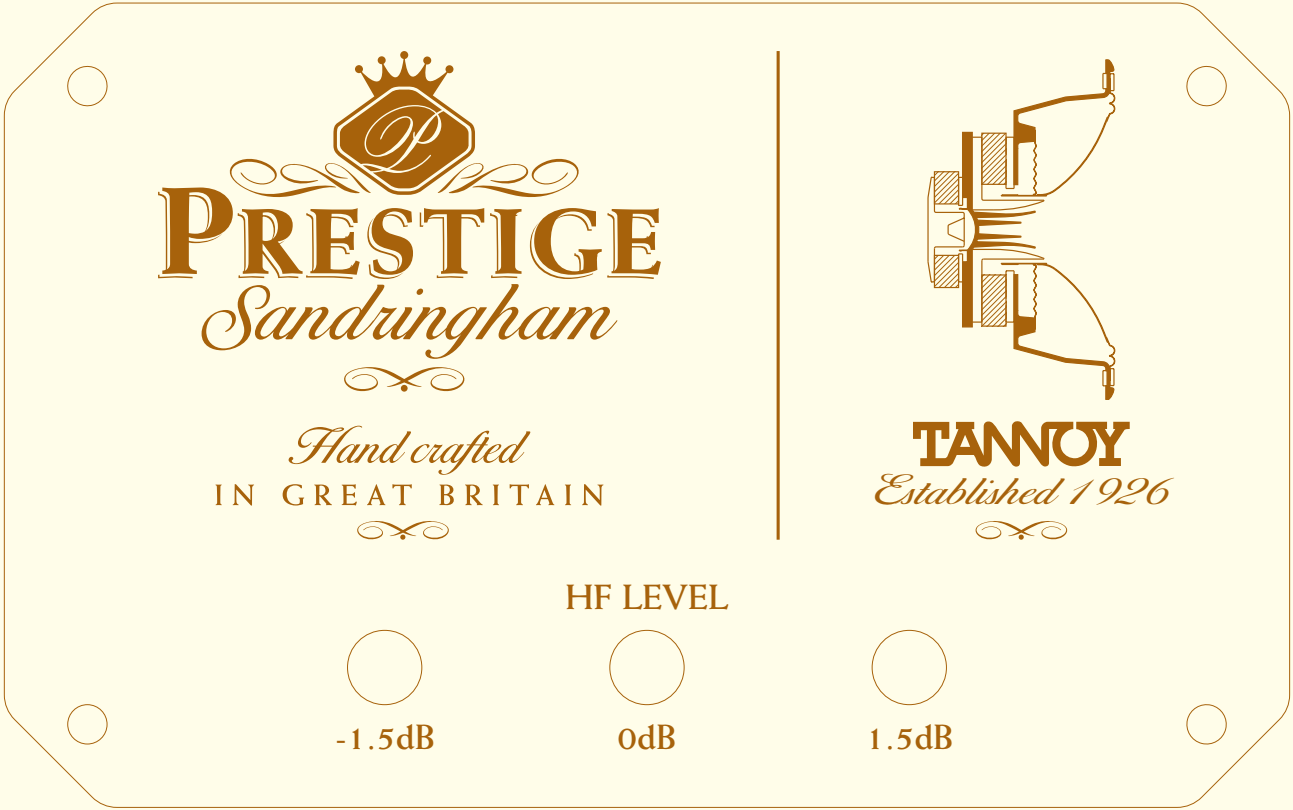 P
PRESTIGE
Sandringham
Hand crafted
IN GREAT BRITAIN
TANNOY
Established 1926
HF LEVEL
-1.5dB 0dB 1.5dB